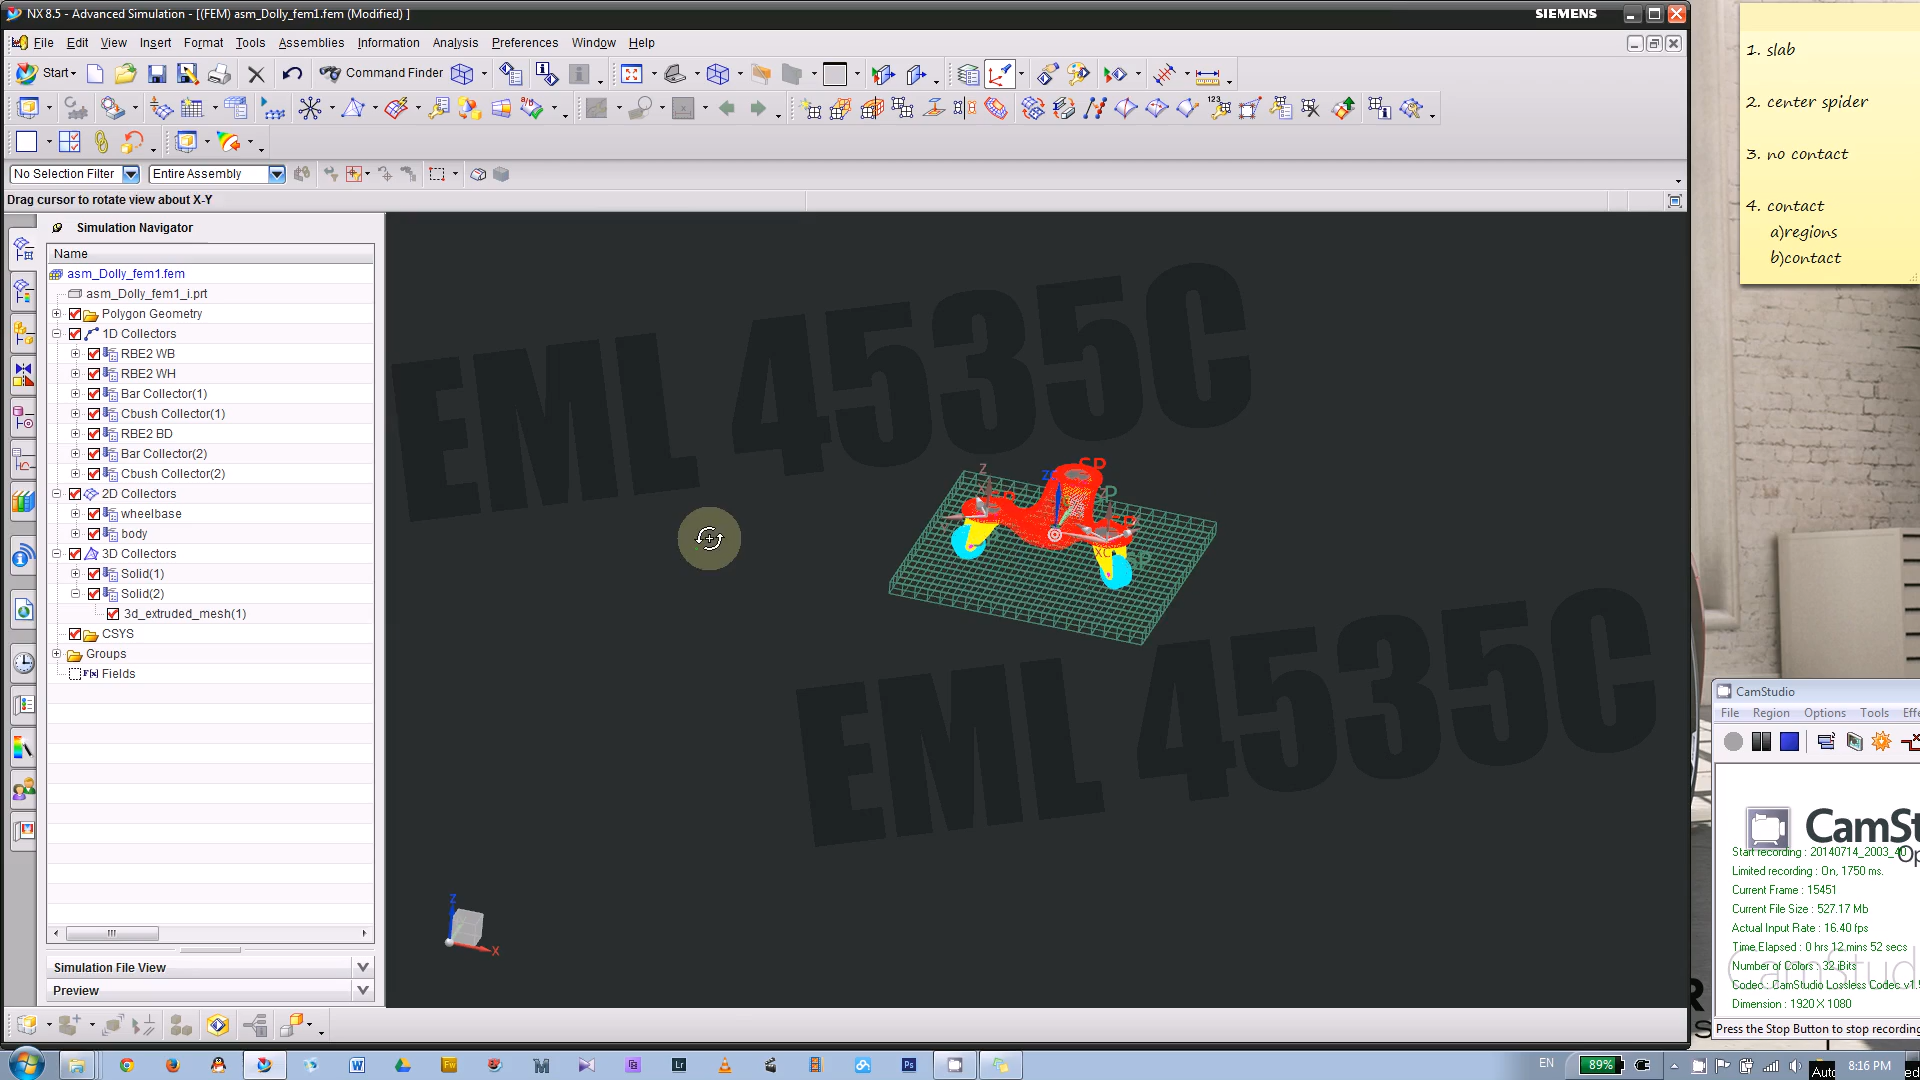 NX 8.5 - Advanced Simulation - [(FEM) asm_Dolly_fem1.fem (Modified) ]
SIEMENS
File Edit View Insert Format Tools Assemblies Information Analysis Preferences Window Help
Start
Command Finder
No Selection Filter
Entire Assembly
Drag cursor to rotate view about X-Y
Simulation Navigator
Name
asm_Dolly_fem1.fem
asm_Dolly_fem1_i.prt
Polygon Geometry
1D Collectors
RBE2 WB
RBE2 WH
Bar Collector(1)
Cbush Collector(1)
RBE2 BD
Bar Collector(2)
Cbush Collector(2)
2D Collectors
wheelbase
body
3D Collectors
Solid(1)
Solid(2)
3d_extruded_mesh(1)
CSYS
Groups
Fields
Simulation File View
Preview
EML 4535C
EML 4535C
SP
Z
X
1. slab
2. center spider
3. no contact
4. contact
a)regions
b)contact
CamStudio
File Region Options Tools Effe
CamSt
Start recording : 20140714_2003_40
Limited recording : On, 1750 ms.
Current Frame : 15451
Current File Size : 527.17 Mb
Actual Input Rate : 16.40 fps
Time Elapsed : 0 hrs 12 mins 52 secs
Number of Colors : 32 iBits
Codec : CamStudio Lossless Codec v1.
Dimension : 1920 X 1080
Press the Stop Button to stop recording
EN
89%
8:16 PM